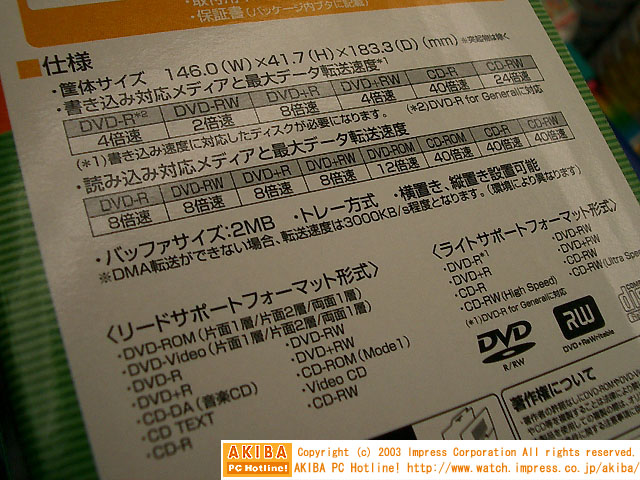 ・保証書(パッケージ内ブタに記載)
仕様
・筐体サイズ 146.0(W)×41.7(H)×183.3(D)(mm) ※突起物は除く
・書き込み対応メディアと最大データ転送速度*1
DVD-R*2 DVD-RW DVD+R DVD+RW CD-R CD-RW
4倍速 2倍速 8倍速 4倍速 40倍速 24倍速
(*1)書き込み速度に対応したディスクが必要になります。 (*2)DVD-R for Generalに対応
・読み込み対応メディアと最大データ転送速度
DVD-R DVD-RW DVD+R DVD+RW DVD-ROM CD-ROM CD-R CD-RW
8倍速 8倍速 8倍速 8倍速 12倍速 40倍速 40倍速 40倍速
・バッファサイズ:2MB ・トレー方式 ・横置き、縦置き設置可能
※DMA転送ができない場合、転送速度は3000KB/s程度となります。(環境により異なります)
〈リードサポートフォーマット形式〉
・DVD-ROM(片面1層/片面2層/両面1層)
・DVD-Video(片面1層/片面2層/両面1層)
・DVD-R
・DVD+R
・CD-DA(音楽CD)
・CD TEXT
・CD-R
・DVD-RW
・DVD+RW
・CD-ROM(Mode1)
・Video CD
・CD-RW
〈ライトサポートフォーマット形式〉
・DVD-R*1
・DVD+R
・CD-R
・CD-RW(High Speed)
(*1)DVD-R for Generalに対応
・DVD-RW
・DVD+RW
・CD-RW
・CD-RW(Ultra Spee
DVD
R/RW
RW
DVD+ReWritable
著作権について
AKIBA
PC Hotline!
Copyright (c) 2003 Impress Corporation All rights reserved.
AKIBA PC Hotline! http://www.watch.impress.co.jp/akiba/